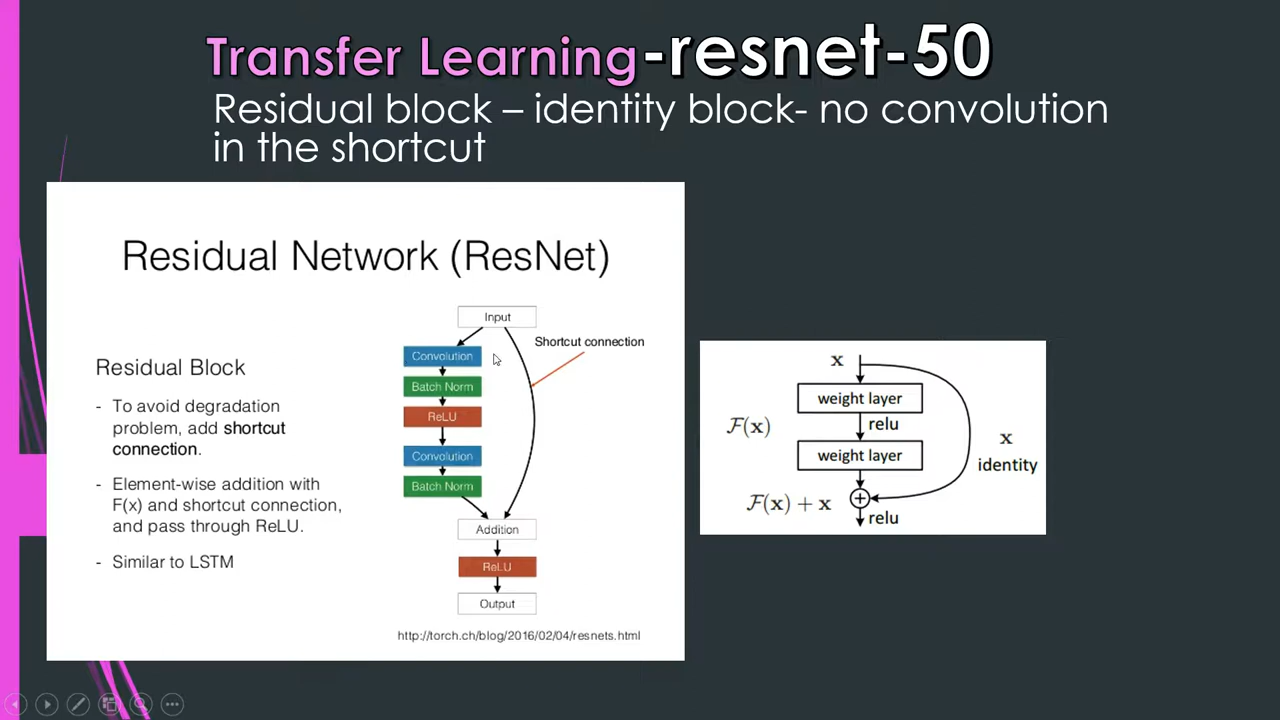 Transfer Learning-resnet-50
Residual block – identity block- no convolution
in the shortcut
Residual Network (ResNet)
Residual Block
- To avoid degradation
problem, add shortcut
connection.
- Element-wise addition with
F(x) and shortcut connection,
and pass through ReLU.
- Similar to LSTM
Input
Shortcut connection
Convolution
Batch Norm
ReLU
Convolution
Batch Norm
Addition
ReLU
Output
http://torch.ch/blog/2016/02/04/resnets.html
x
weight layer
F(x)
relu
weight layer
x
identity
F(x) + x
relu